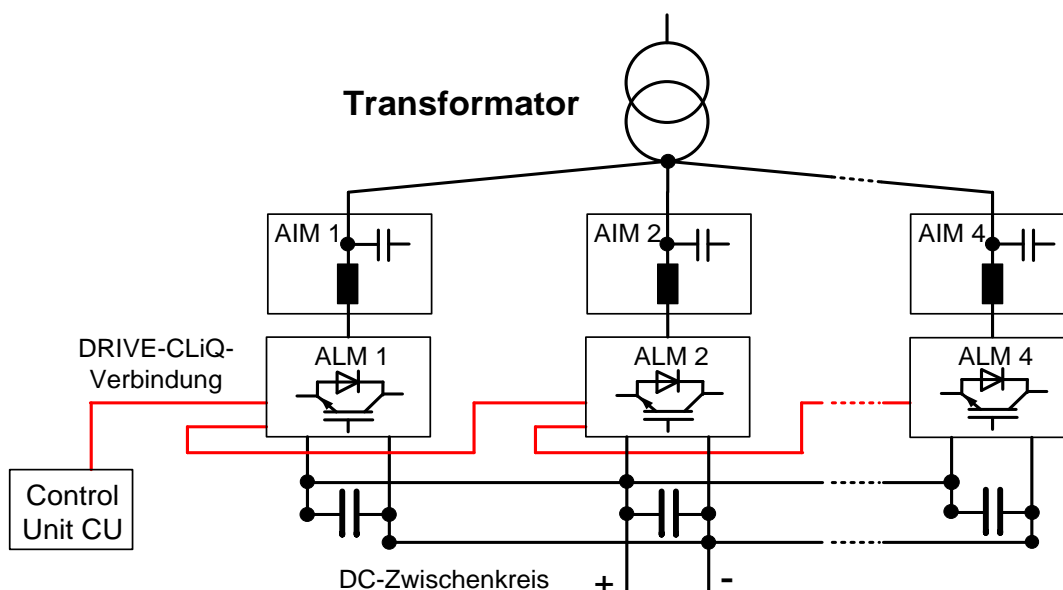 Transformator
AIM 1
AIM 2
AIM 4
DRIVE-CLiQ-
Verbindung
ALM 1
ALM 2
ALM 4
Control
Unit CU
DC-Zwischenkreis
+
-